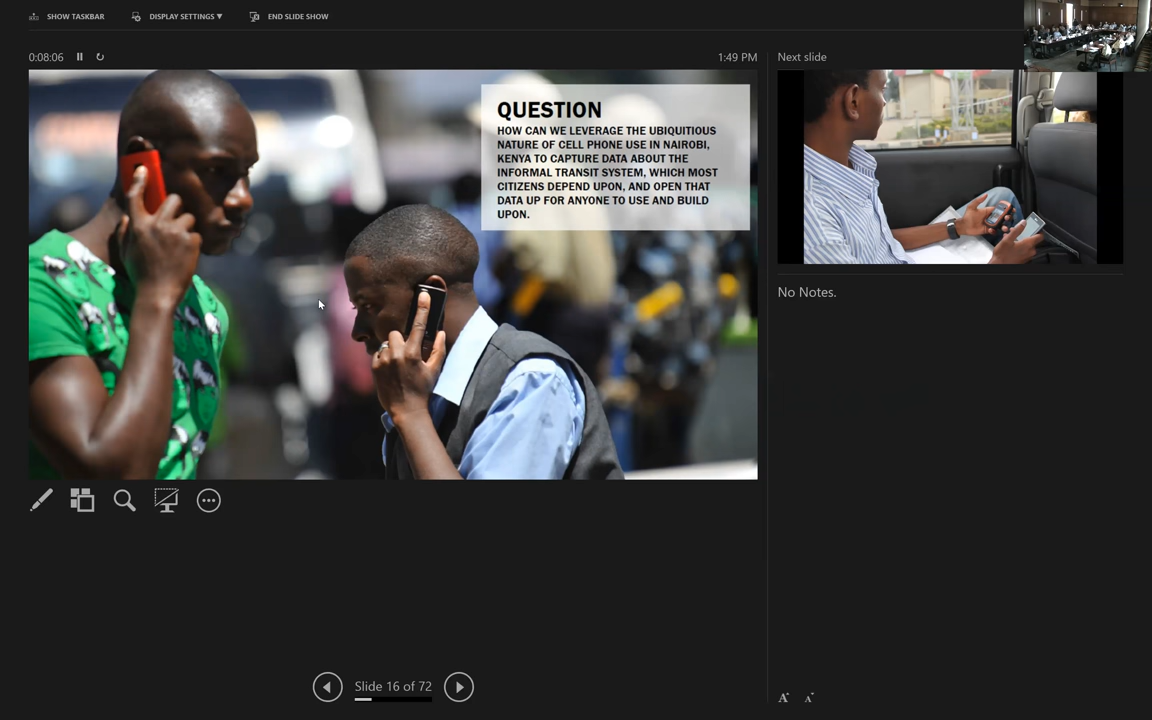 SHOW TASKBAR
DISPLAY SETTINGS ▼
END SLIDE SHOW
0:08:06
1:49 PM
QUESTION
HOW CAN WE LEVERAGE THE UBIQUITIOUS
NATURE OF CELL PHONE USE IN NAIROBI,
KENYA TO CAPTURE DATA ABOUT THE
INFORMAL TRANSIT SYSTEM, WHICH MOST
CITIZENS DEPEND UPON, AND OPEN THAT
DATA UP FOR ANYONE TO USE AND BUILD
UPON.
Slide 16 of 72
Next slide
No Notes.
A A